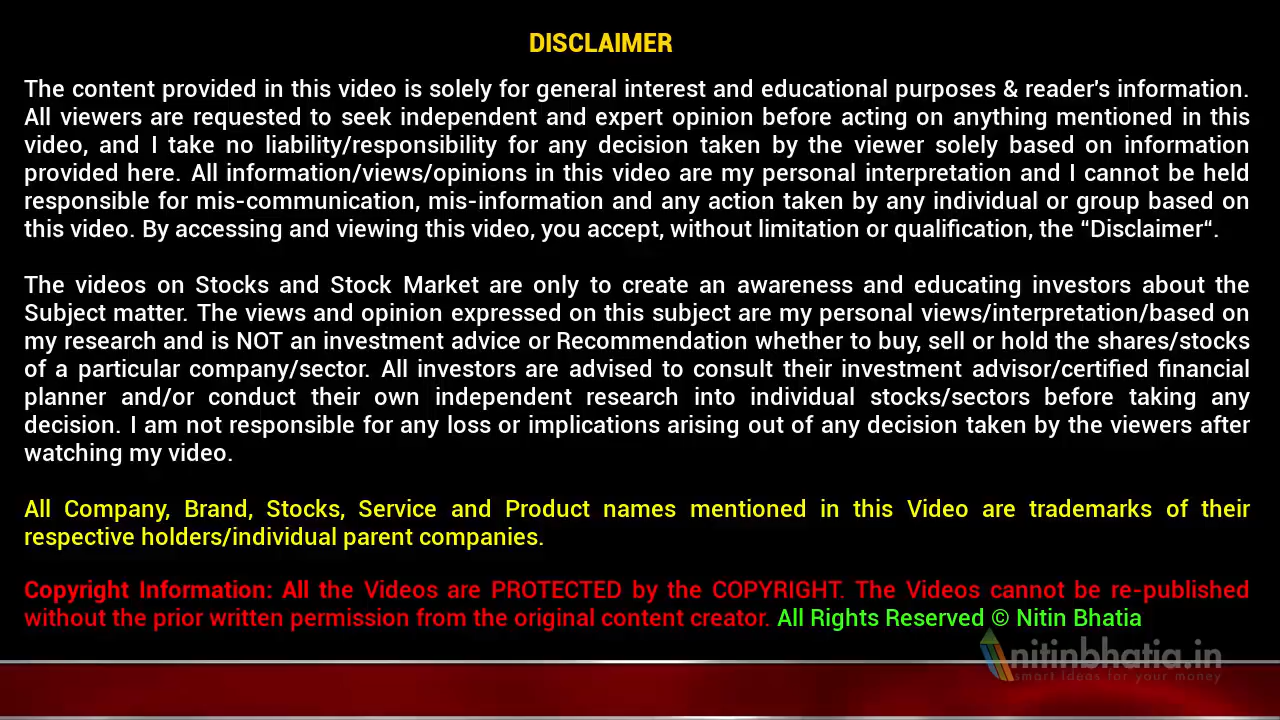 DISCLAIMER
The content provided in this video is solely for general interest and educational purposes & reader's information.
All viewers are requested to seek independent and expert opinion before acting on anything mentioned in this
video, and I take no liability/responsibility for any decision taken by the viewer solely based on information
provided here. All information/views/opinions in this video are my personal interpretation and I cannot be held
responsible for mis-communication, mis-information and any action taken by any individual or group based on
this video. By accessing and viewing this video, you accept, without limitation or qualification, the “Disclaimer“.
The videos on Stocks and Stock Market are only to create an awareness and educating investors about the
Subject matter. The views and opinion expressed on this subject are my personal views/interpretation/based on
my research and is NOT an investment advice or Recommendation whether to buy, sell or hold the shares/stocks
of a particular company/sector. All investors are advised to consult their investment advisor/certified financial
planner and/or conduct their own independent research into individual stocks/sectors before taking any
decision. I am not responsible for any loss or implications arising out of any decision taken by the viewers after
watching my video.
All Company, Brand, Stocks, Service and Product names mentioned in this Video are trademarks of their
respective holders/individual parent companies.
Copyright Information: All the Videos are PROTECTED by the COPYRIGHT. The Videos cannot be re-published
without the prior written permission from the original content creator. All Rights Reserved © Nitin Bhatia
nitinbhatia.in
smart ideas for your money